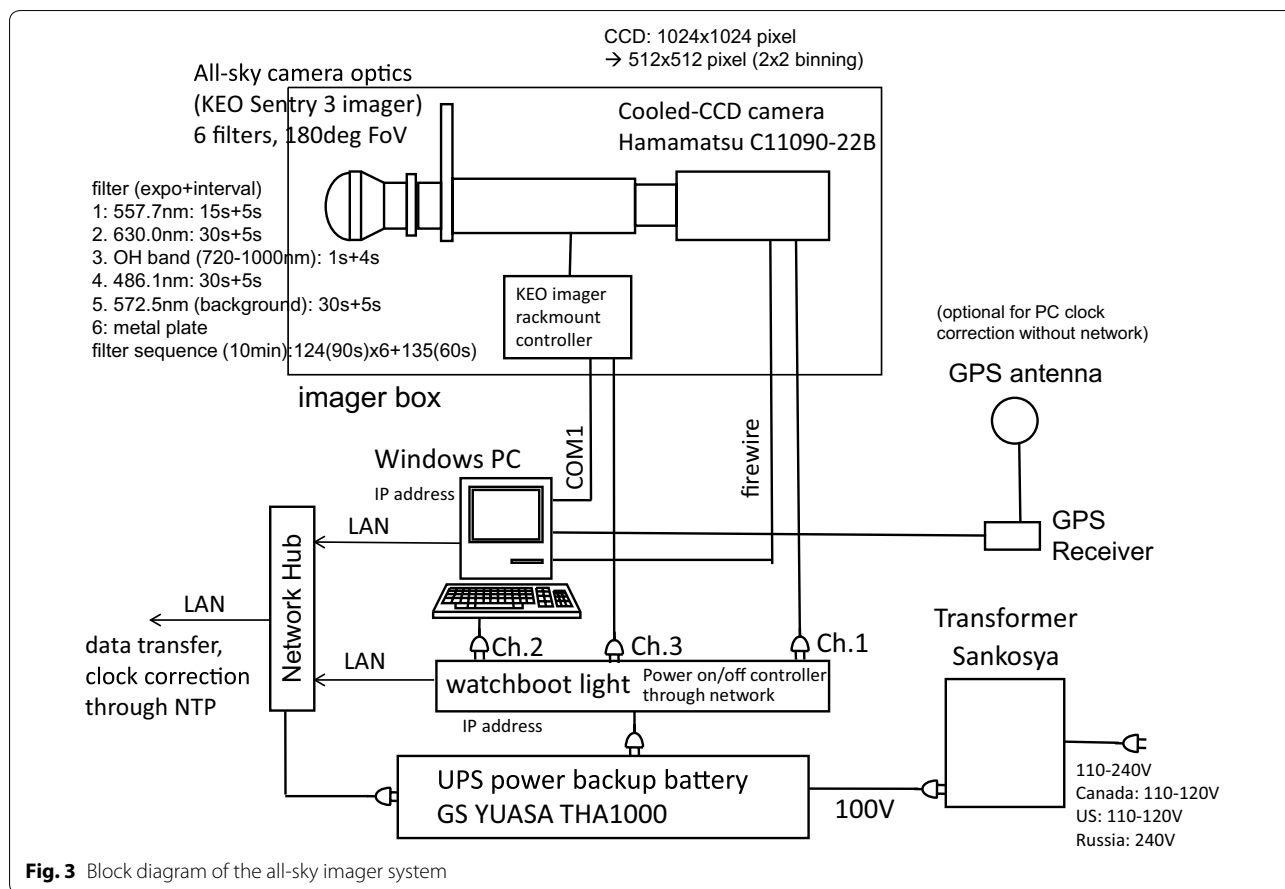 CCD: 1024x1024 pixel
→ 512x512 pixel (2x2 binning)
All-sky camera optics
(KEO Sentry 3 imager)
6 filters, 180deg FoV
Cooled-CCD camera
Hamamatsu C11090-22B
filter (expo+interval)
1: 557.7nm: 15s+5s
2. 630.0nm: 30s+5s
3. OH band (720-1000nm): 1s+4s
4. 486.1nm: 30s+5s
5. 572.5nm (background): 30s+5s
6: metal plate
filter sequence (10min):124(90s)x6+135(60s)
KEO imager
rackmount
controller
imager box
(optional for PC clock
correction without network)
GPS antenna
COM1
firewire
Windows PC
IP address
LAN
GPS
Receiver
Network Hub
LAN
data transfer,
clock correction
through NTP
LAN
Ch.2
Ch.3
Ch.1
watchboot light
Power on/off controller
through network
IP address
Transformer
Sankosya
UPS power backup battery
GS YUASA THA1000
100V
110-240V
Canada: 110-120V
US: 110-120V
Russia: 240V
Fig. 3 Block diagram of the all-sky imager system